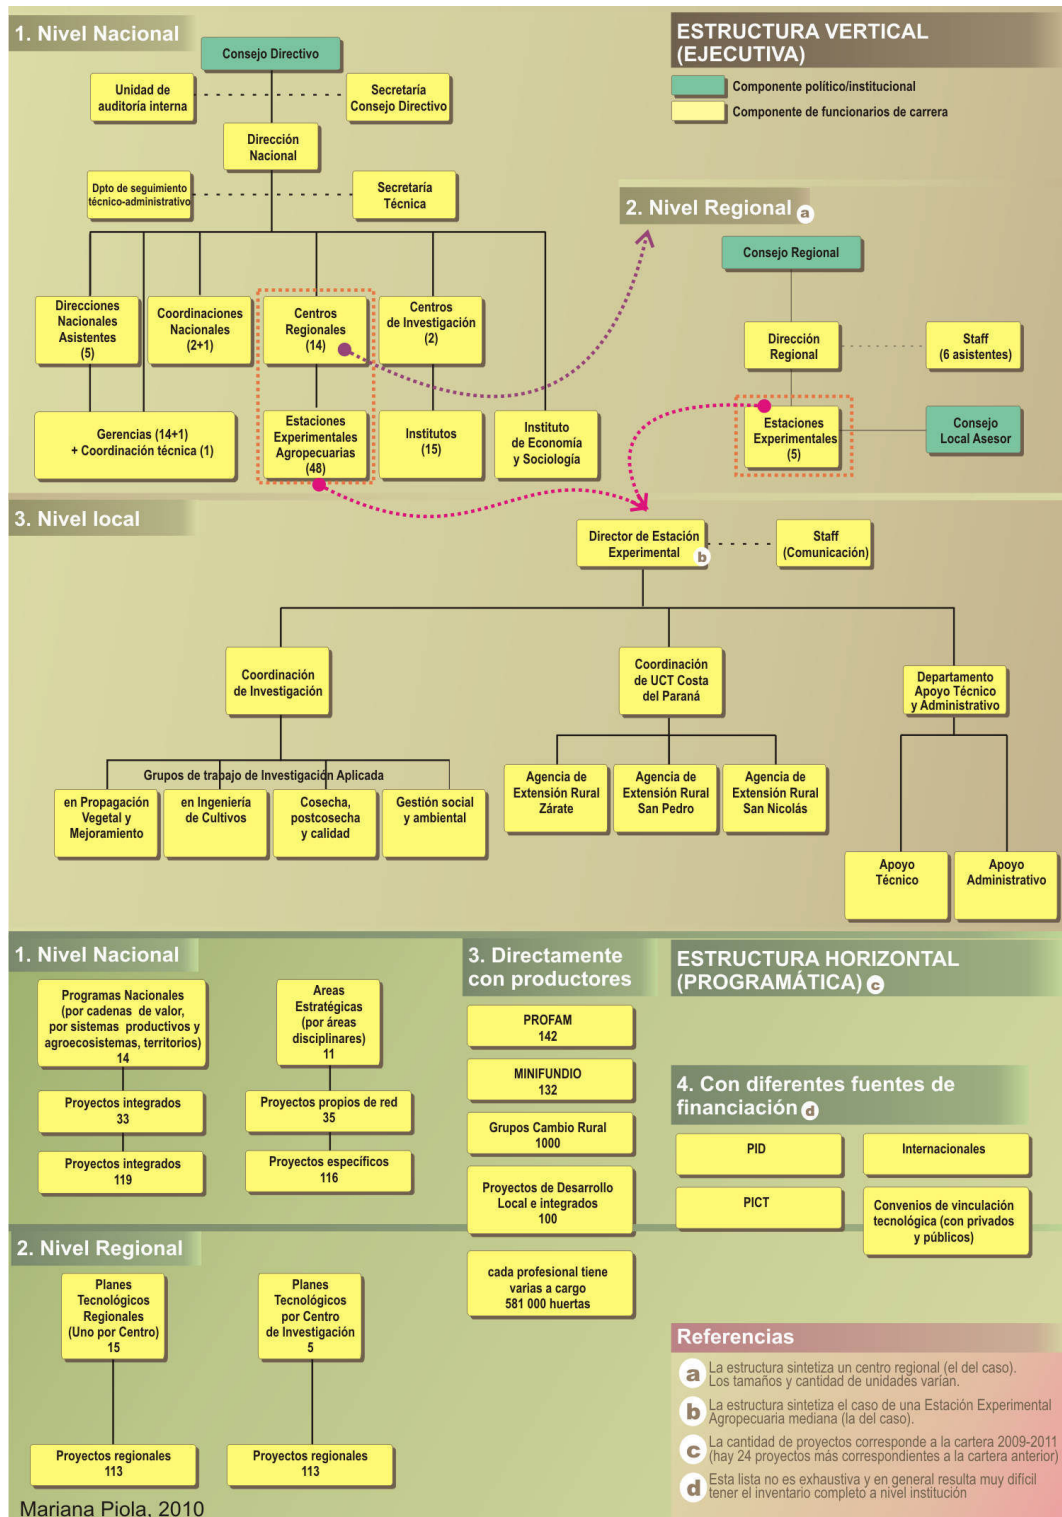 1. Nivel Nacional
Consejo Directivo
Unidad de
auditoría interna
Secretaría
Consejo Directivo
Dirección
Nacional
Dpto de seguimiento
técnico-administrativo
Secretaría
Técnica
Direcciones
Nacionales
Asistentes
(5)
Coordinaciones
Nacionales
(2+1)
Centros
Regionales
(14)
Centros
de Investigación
(2)
Gerencias (14+1)
+ Coordinación técnica (1)
Estaciones
Experimentales
Agropecuarias
(48)
Institutos
(15)
Instituto
de Economía
y Sociología
ESTRUCTURA VERTICAL
(EJECUTIVA)
Componente político/institucional
Componente de funcionarios de carrera
2. Nivel Regional a
Consejo Regional
Dirección
Regional
Staff
(6 asistentes)
Estaciones
Experimentales
(5)
Consejo
Local Asesor
3. Nivel local
Director de Estación
Experimental
b
Staff
(Comunicación)
Coordinación
de Investigación
Coordinación
de UCT Costa
del Paraná
Departamento
Apoyo Técnico
y Administrativo
Grupos de trabajo de Investigación Aplicada
en Propagación
Vegetal y
Mejoramiento
en Ingeniería
de Cultivos
Cosecha,
postcosecha
y calidad
Gestión social
y ambiental
Agencia de
Extensión Rural
Zárate
Agencia de
Extensión Rural
San Pedro
Agencia de
Extensión Rural
San Nicolás
Apoyo
Técnico
Apoyo
Administrativo
1. Nivel Nacional
Programas Nacionales
(por cadenas de valor,
por sistemas productivos y
agroecosistemas, territorios)
14
Proyectos integrados
33
Proyectos integrados
119
Areas
Estratégicas
(por áreas
disciplinares)
11
Proyectos propios de red
35
Proyectos específicos
116
2. Nivel Regional
Planes
Tecnológicos
Regionales
(Uno por Centro)
15
Proyectos regionales
113
Planes
Tecnológicos
por Centro
de Investigación
5
Proyectos regionales
113
3. Directamente
con productores
PROFAM
142
MINIFUNDIO
132
Grupos Cambio Rural
1000
Proyectos de Desarrollo
Local e integrados
100
cada profesional tiene
varias a cargo
581 000 huertas
ESTRUCTURA HORIZONTAL
(PROGRAMÁTICA) c
4. Con diferentes fuentes de
financiación d
PID
Internacionales
PICT
Convenios de vinculación
tecnológica (con privados
y públicos)
Referencias
a La estructura sintetiza un centro regional (el del caso).
Los tamaños y cantidad de unidades varían.
b La estructura sintetiza el caso de una Estación Experimental
Agropecuaria mediana (la del caso).
c La cantidad de proyectos corresponde a la cartera 2009-2011
(hay 24 proyectos más correspondientes a la cartera anterior)
d Esta lista no es exhaustiva y en general resulta muy difícil
tener el inventario completo a nivel institución
Mariana Piola, 2010